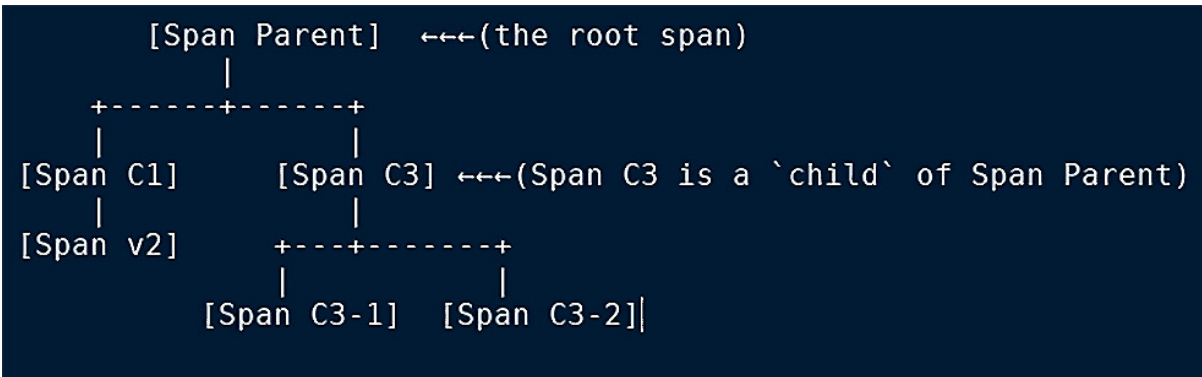 [Span Parent] ←←←(the root span)
|
+------+------+
| |
[Span C1] [Span C3] ←←←(Span C3 is a `child` of Span Parent)
| |
[Span v2] +---+-------+
| |
[Span C3-1] [Span C3-2]